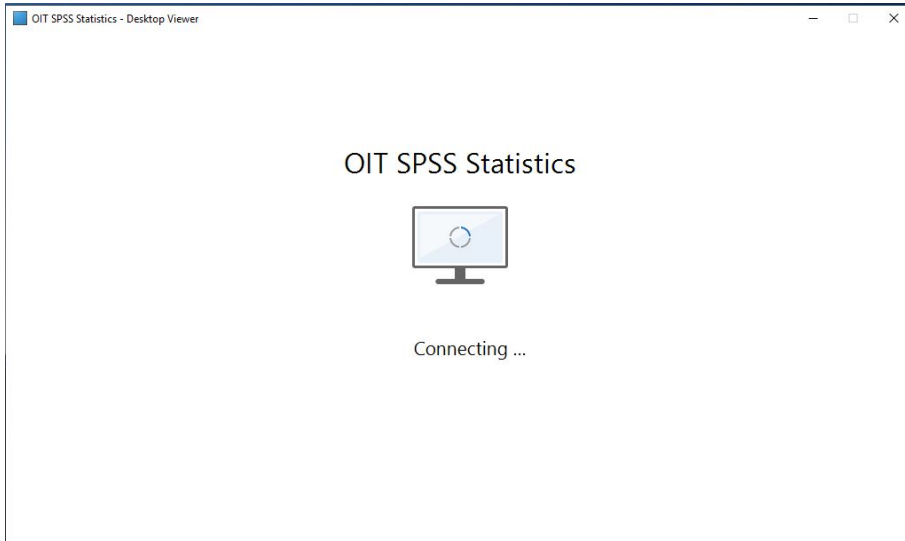 OIT SPSS Statistics - Desktop Viewer
OIT SPSS Statistics
Connecting ...